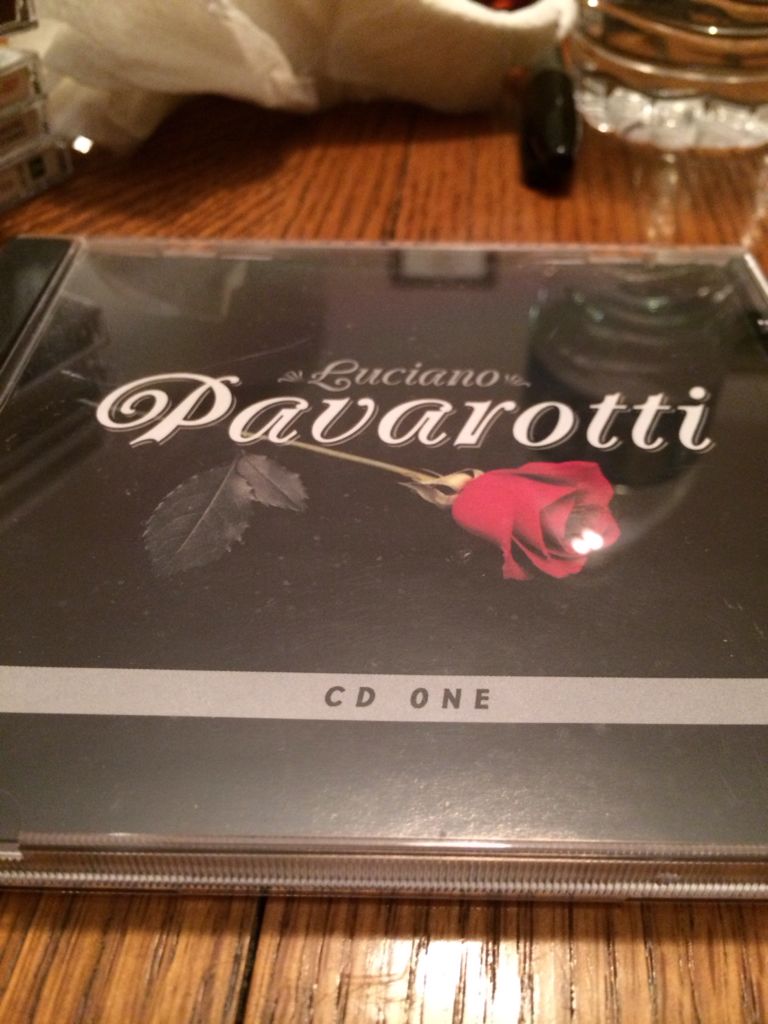 Luciano
Pavarotti
CD ONE